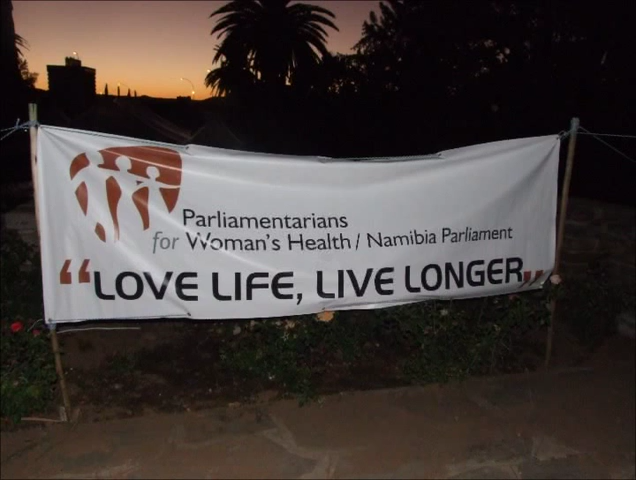 Parliamentarians
for Woman's Health / Namibia Parliament
“LOVE LIFE, LIVE LONGER”